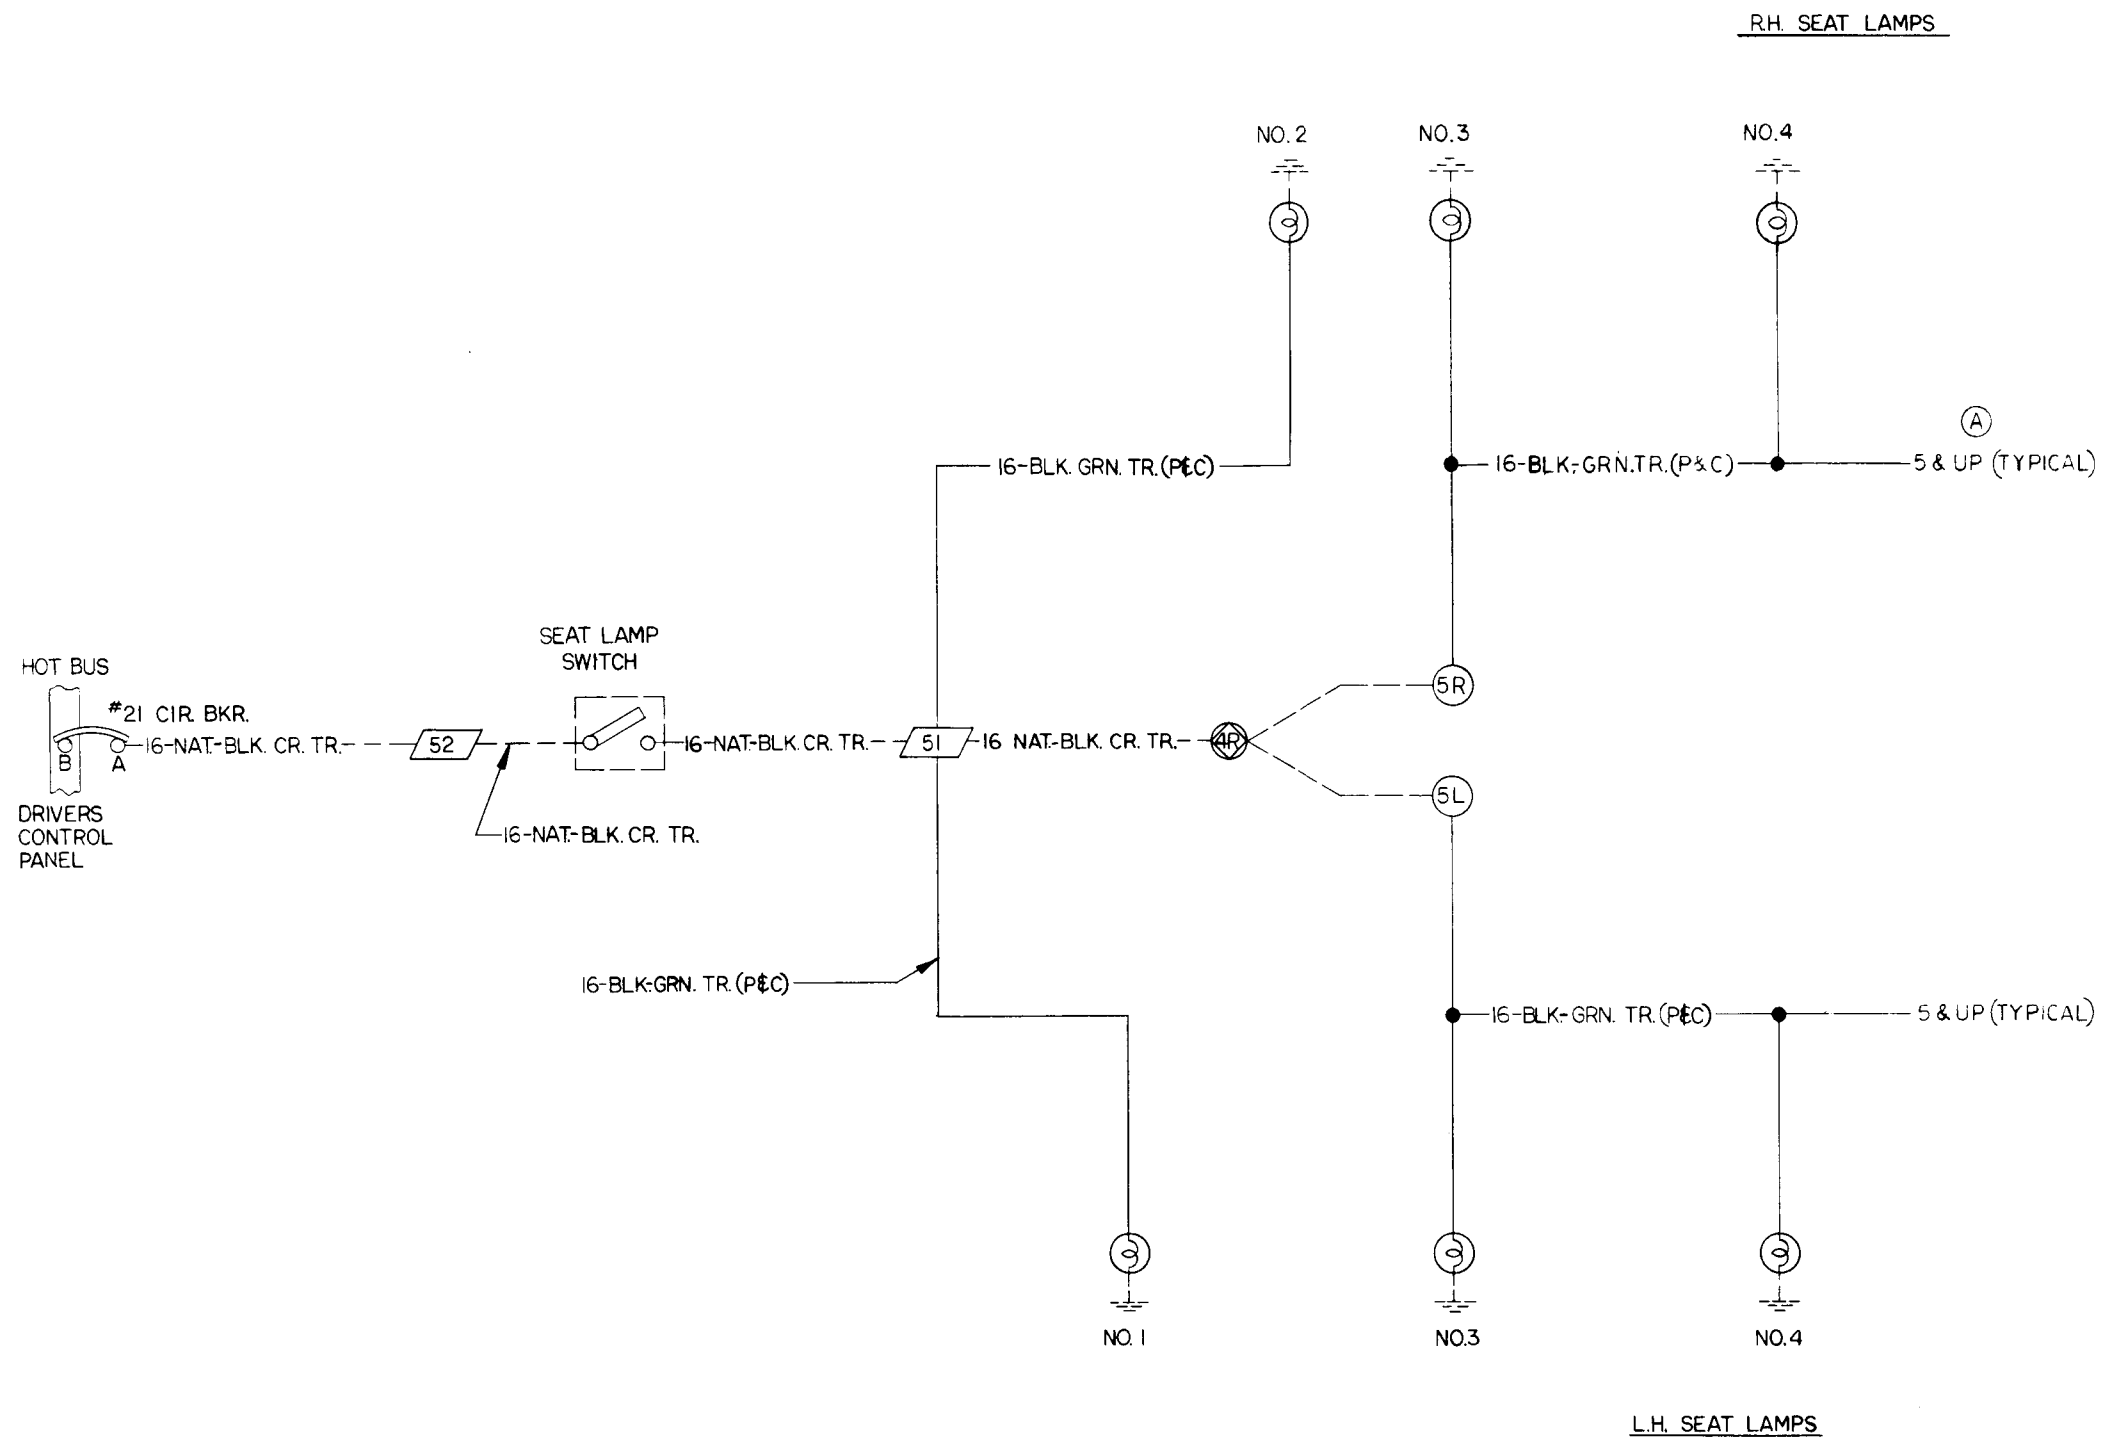 R.H. SEAT LAMPS
NO. 2
NO. 3
NO. 4
A
16-BLK. GRN. TR. (P&C)
16-BLK.-GRN. TR. (P&C)
5 & UP (TYPICAL)
SEAT LAMP
SWITCH
HOT BUS
#21 CIR. BKR.
B
A
16-NAT.-BLK. CR. TR.
52
16-NAT.-BLK. CR. TR.
51
16 NAT.-BLK. CR. TR.
4R
5R
5L
DRIVERS
CONTROL
PANEL
16-NAT.-BLK. CR. TR.
16-BLK-GRN. TR. (P&C)
16-BLK-GRN. TR. (P&C)
5 & UP (TYPICAL)
NO. 1
NO. 3
NO. 4
L.H. SEAT LAMPS